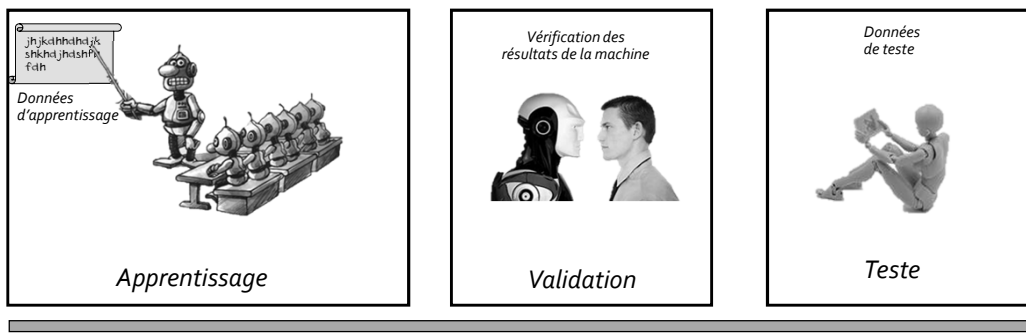 jhjkdhhdhdjk
shkhdjhdshfh
fdh
Données
d’apprentissage
Apprentissage
Vérification des
résultats de la machine
Validation
Données
de teste
Teste